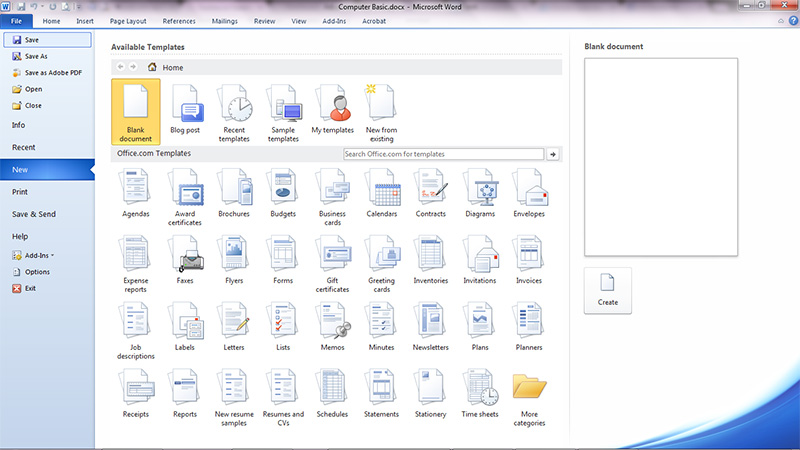 Computer Basic.docx - Microsoft Word
File Home Insert Page Layout References Mailings Review View Add-Ins Acrobat
Save
Save As
Save as Adobe PDF
Open
Close
Info
Recent
New
Print
Save & Send
Help
Add-Ins
Options
Exit
Available Templates
Home
Blank document
Blog post
Recent templates
Sample templates
My templates
New from existing
Office.com Templates
Search Office.com for templates
Agendas
Award certificates
Brochures
Budgets
Business cards
Calendars
Contracts
Diagrams
Envelopes
Expense reports
Faxes
Flyers
Forms
Gift certificates
Greeting cards
Inventories
Invitations
Invoices
Job descriptions
Labels
Letters
Lists
Memos
Minutes
Newsletters
Plans
Planners
Receipts
Reports
New resume samples
Resumes and CVs
Schedules
Statements
Stationery
Time sheets
More categories
Blank document
Create